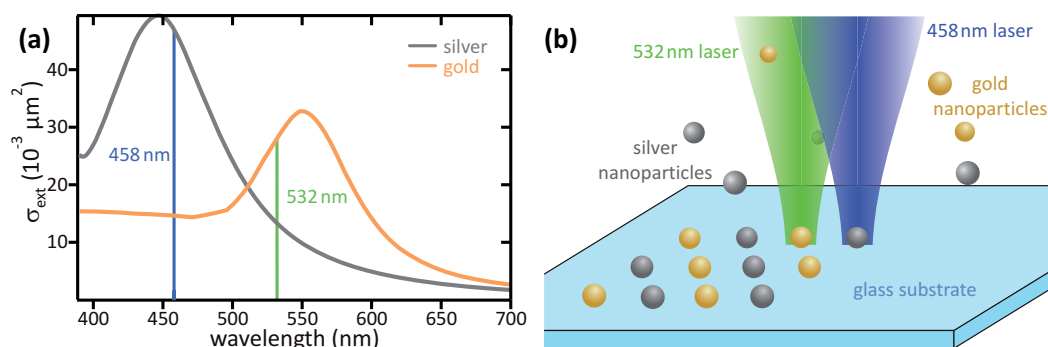 (a)
silver
gold
458 nm
532 nm
σext (10⁻³ μm²)
40
30
20
10
400
450
500
550
600
650
700
wavelength (nm)
(b)
532 nm laser
458 nm laser
gold
nanoparticles
silver
nanoparticles
glass substrate